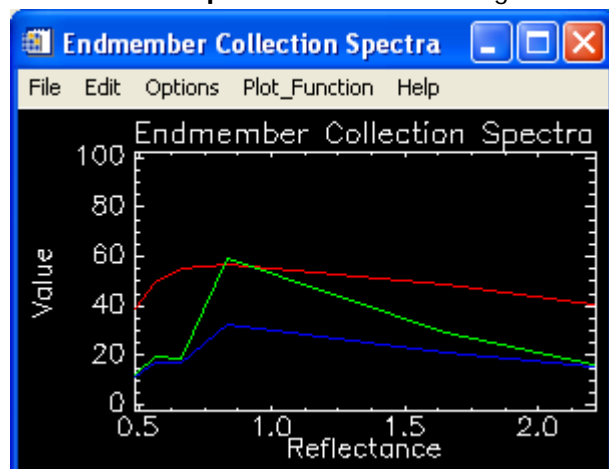 Endmember Collection Spectra
File Edit Options Plot_Function Help
Endmember Collection Spectra
100
80
60
40
20
0
Value
0.5 1.0 1.5 2.0
Reflectance